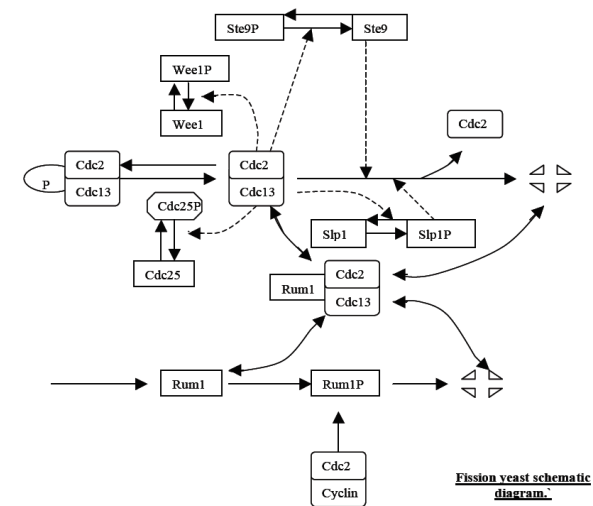 Ste9P
Ste9
Wee1P
Wee1
Cdc2
Cdc2
Cdc13
P
Cdc2
Cdc13
Cdc25P
Cdc25
Slp1
Slp1P
Rum1
Cdc2
Cdc13
Rum1
Rum1P
Cdc2
Cyclin
Fission yeast schematic
diagram.`